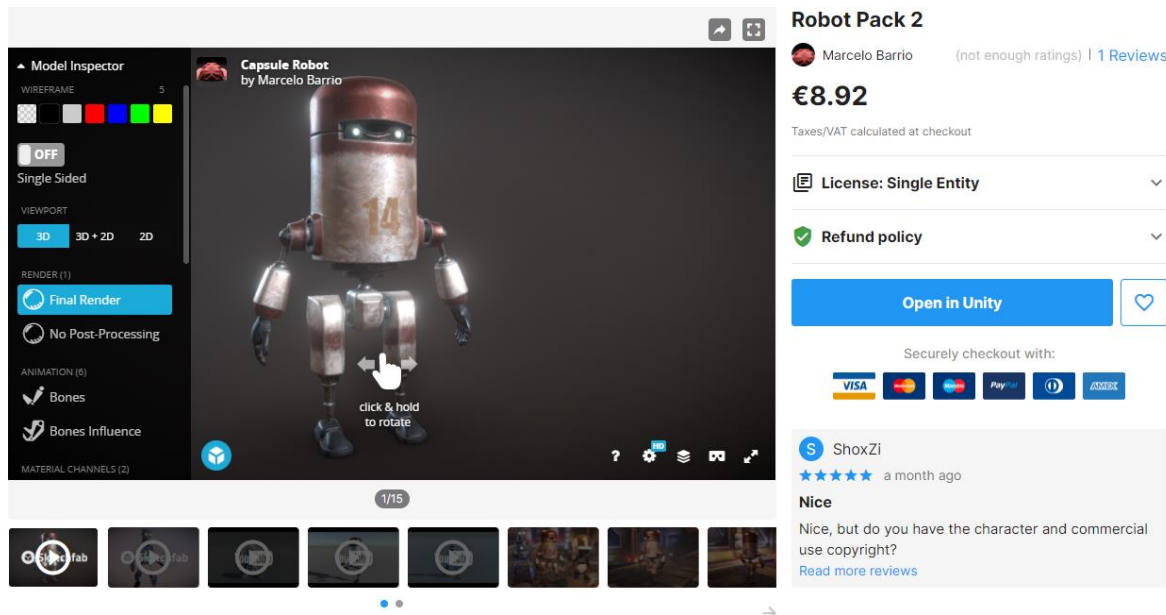 Model Inspector
WIREFRAME 5
OFF
Single Sided
VIEWPORT
3D 3D + 2D 2D
RENDER (1)
Final Render
No Post-Processing
ANIMATION (6)
Bones
Bones Influence
MATERIAL CHANNELS (2)
Capsule Robot
by Marcelo Barrio
14
click & hold
to rotate
?
HD
1/15
Robot Pack 2
Marcelo Barrio (not enough ratings) | 1 Reviews
€8.92
Taxes/VAT calculated at checkout
License: Single Entity
Refund policy
Open in Unity
Securely checkout with:
VISA PayPal AMEX
S ShoxZi
a month ago
Nice
Nice, but do you have the character and commercial
use copyright?
Read more reviews